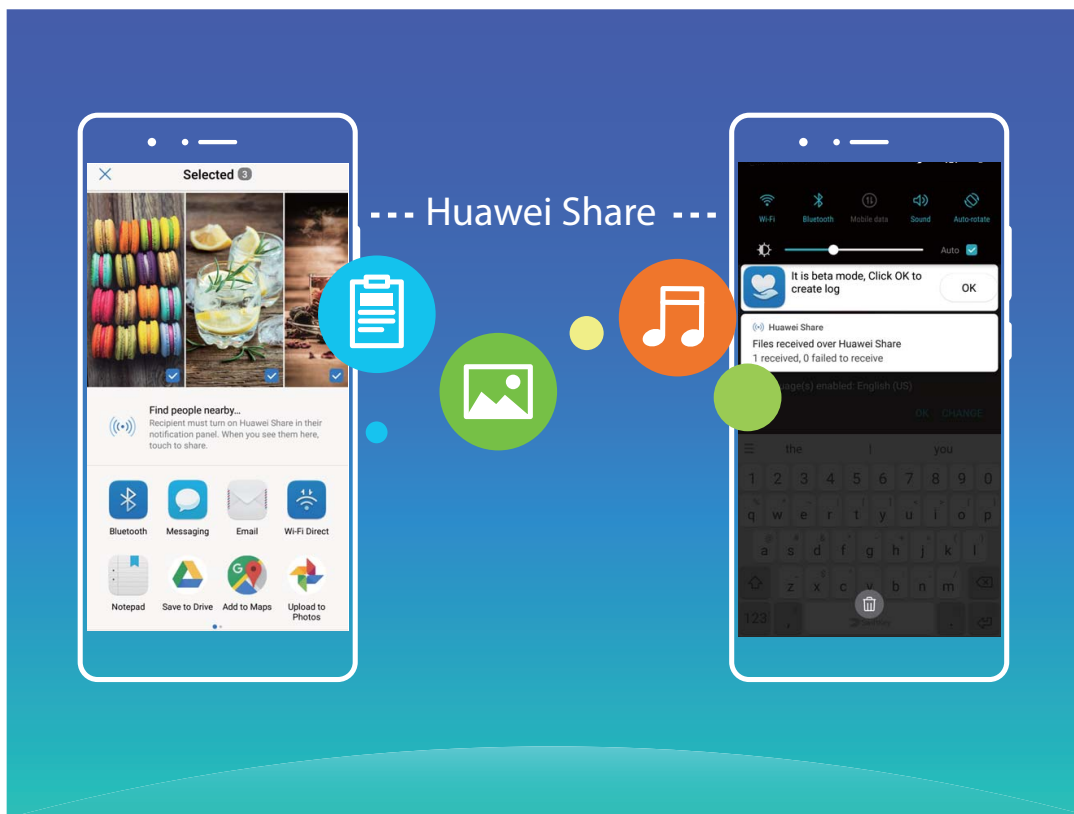 Selected 3
--- Huawei Share ---
Find people nearby...
Recipient must turn on Huawei Share in their
notification panel. When you see them here,
touch to share.
Bluetooth Messaging Email Wi-Fi Direct
Notepad Save to Drive Add to Maps Upload to
Photos
Wi-Fi Bluetooth Mobile data Sound Auto-rotate
Auto
It is beta mode, Click OK to
create log
OK
Huawei Share
Files received over Huawei Share
1 received, 0 failed to receive
enabled: English (US)
OK CHANGE
the I you
1 2 3 4 5 6 7 8 9 0
q w e r t y u i o p
a s d f g h j k l
z x c v b n m
123 , .